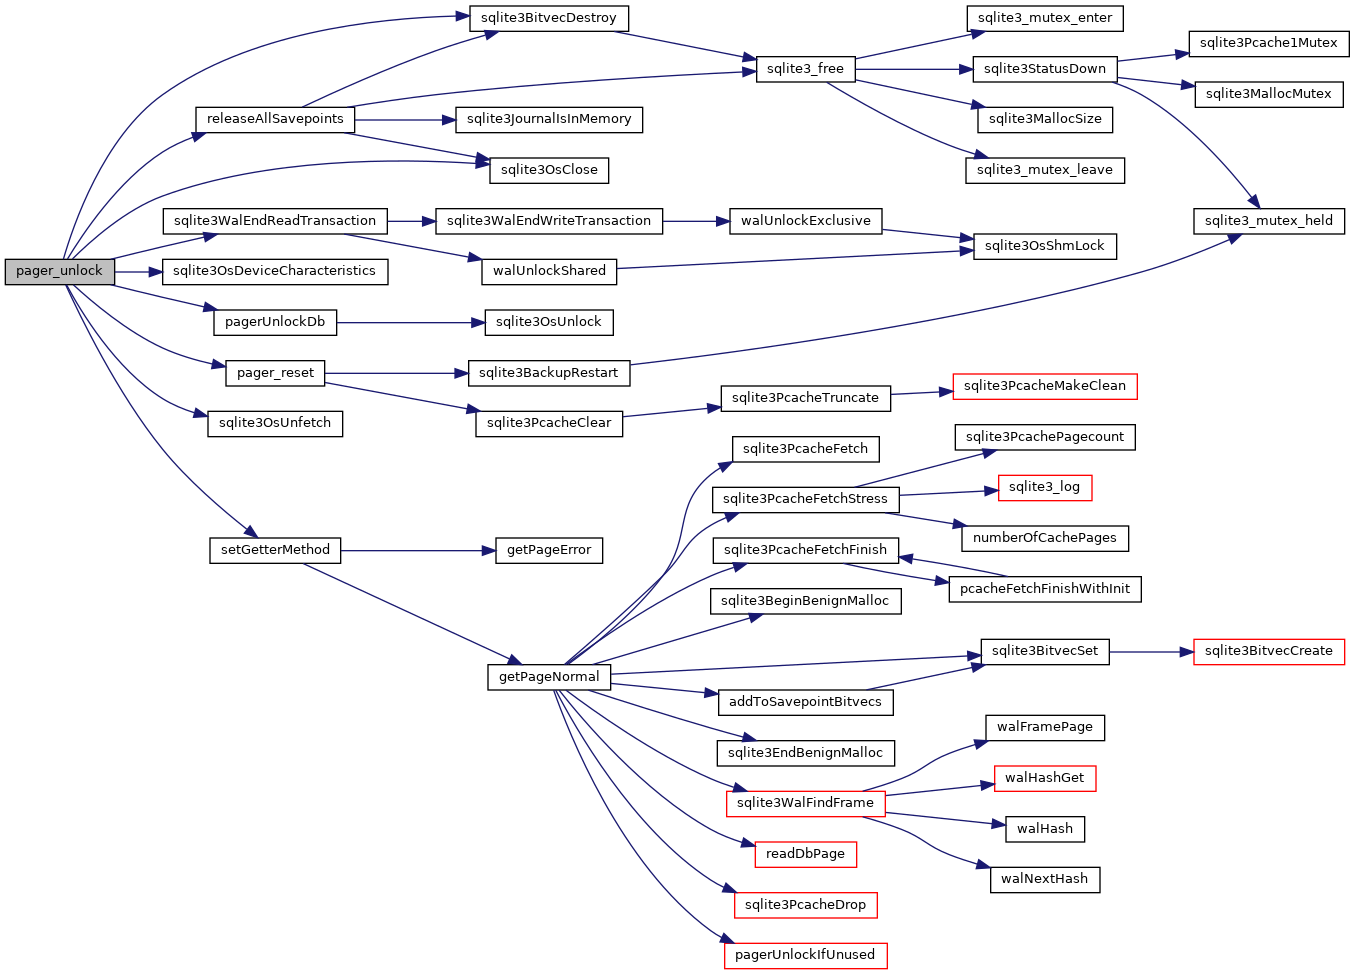 pager_unlock
sqlite3BitvecDestroy
releaseAllSavepoints
sqlite3JournalIsInMemory
sqlite3OsClose
sqlite3_free
sqlite3_mutex_enter
sqlite3StatusDown
sqlite3MallocSize
sqlite3_mutex_leave
sqlite3Pcache1Mutex
sqlite3MallocMutex
sqlite3_mutex_held
sqlite3WalEndReadTransaction
sqlite3WalEndWriteTransaction
walUnlockExclusive
walUnlockShared
sqlite3OsShmLock
sqlite3OsDeviceCharacteristics
pagerUnlockDb
sqlite3OsUnlock
pager_reset
sqlite3BackupRestart
sqlite3PcacheClear
sqlite3PcacheTruncate
sqlite3PcacheMakeClean
sqlite3OsUnfetch
setGetterMethod
getPageError
getPageNormal
sqlite3PcacheFetch
sqlite3PcacheFetchStress
sqlite3PcachePagecount
sqlite3_log
numberOfCachePages
sqlite3PcacheFetchFinish
pcacheFetchFinishWithInit
sqlite3BeginBenignMalloc
sqlite3BitvecSet
sqlite3BitvecCreate
addToSavepointBitvecs
sqlite3EndBenignMalloc
sqlite3WalFindFrame
walFramePage
walHashGet
walHash
walNextHash
readDbPage
sqlite3PcacheDrop
pagerUnlockIfUnused